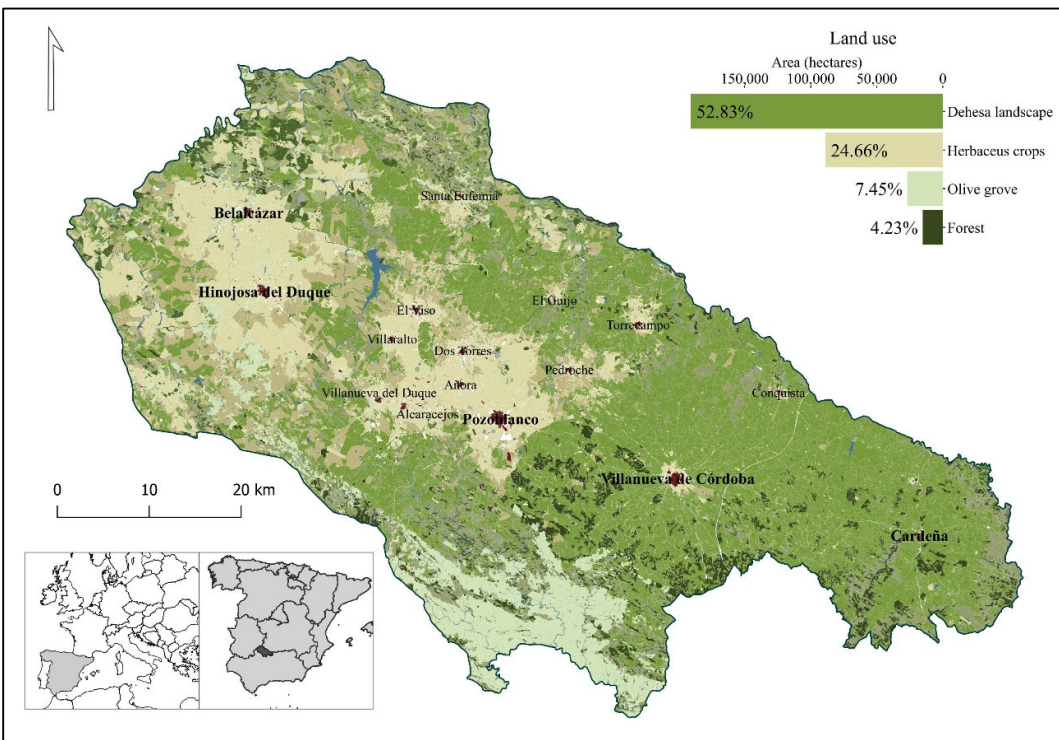 Land use
Area (hectares)
150,000 100,000 50,000 0
52.83% Dehesa landscape
24.66% Herbaceus crops
7.45% Olive grove
4.23% Forest
Santa Eufemia
Belalcázar
Hinojosa del Duque
El Viso
El Guijo
Torrecampo
Villaralto
Dos Torres
Pedroche
Añora
Villanueva del Duque
Conquista
Alcaracejos
Pozoblanco
Villanueva de Córdoba
Cardeña
0 10 20 km